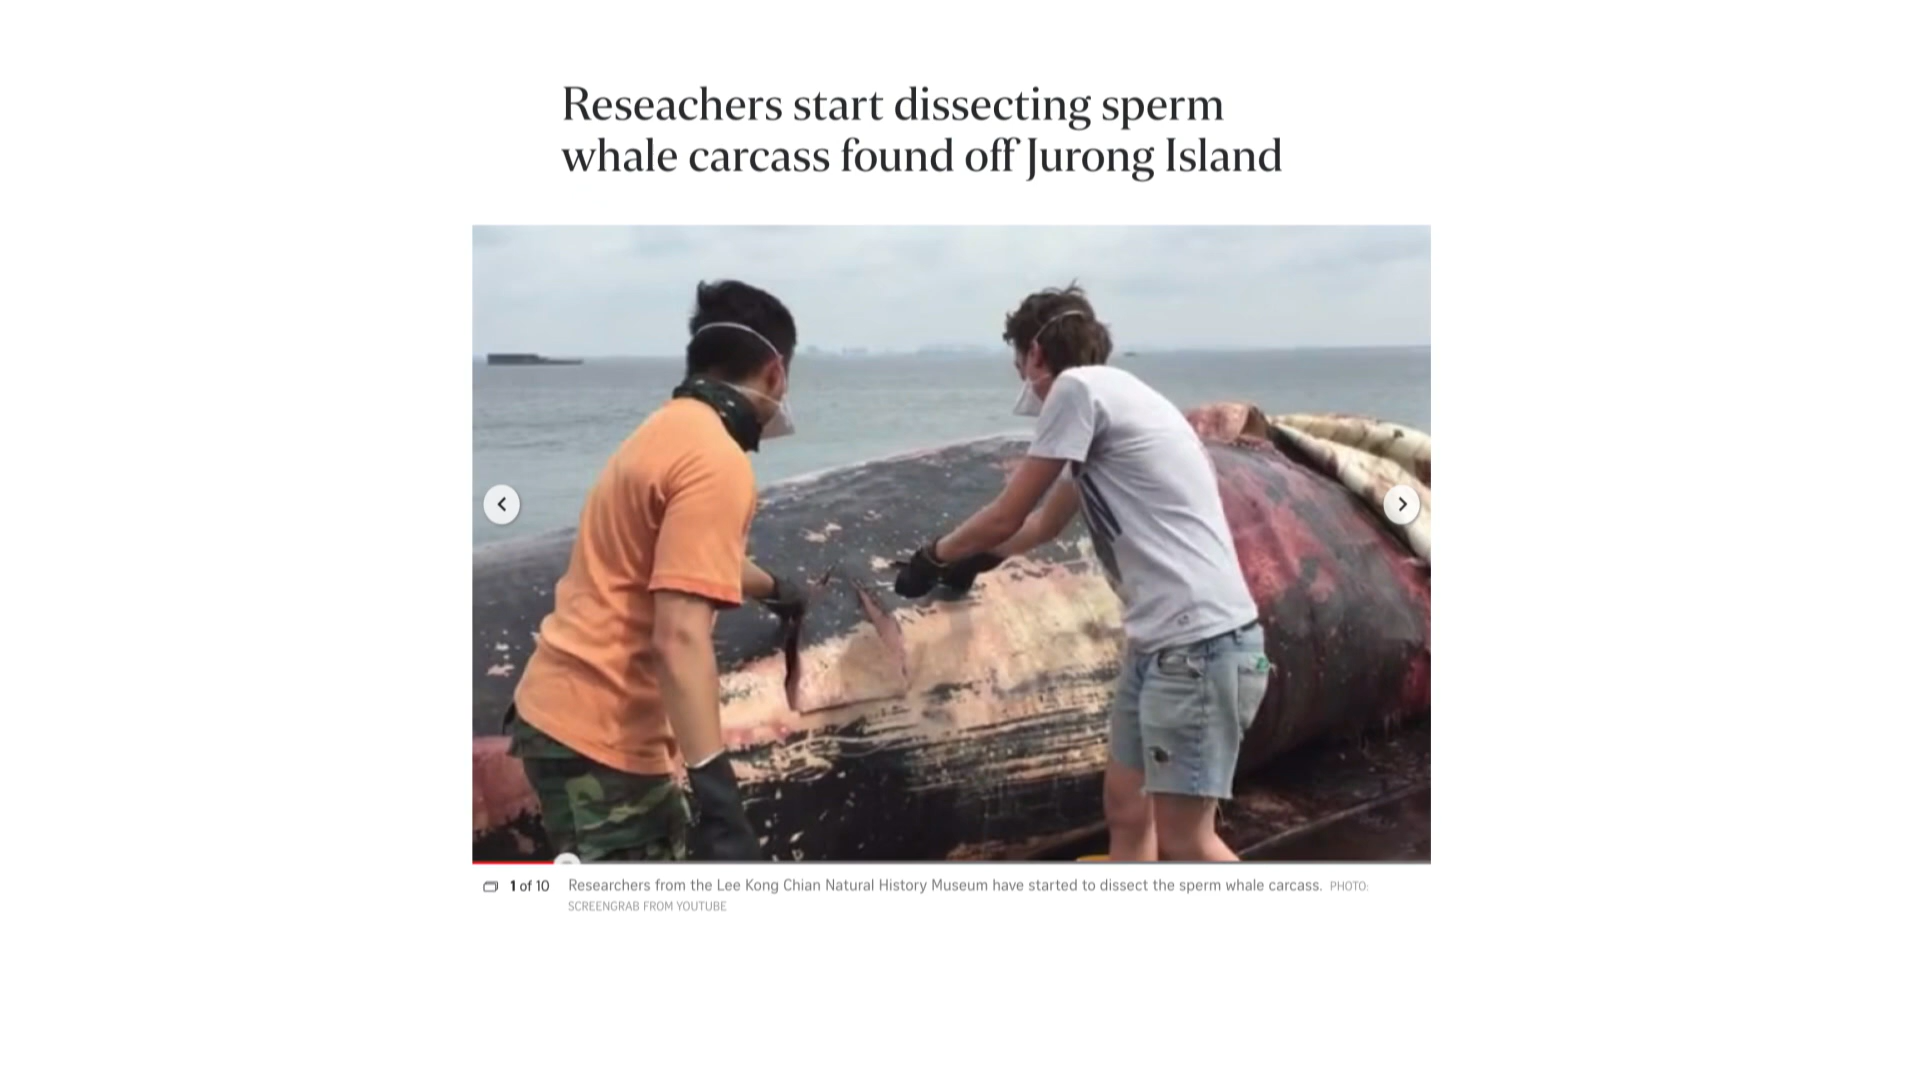 Reseachers start dissecting sperm
whale carcass found off Jurong Island
1 of 10
Researchers from the Lee Kong Chian Natural History Museum have started to dissect the sperm whale carcass. PHOTO:
SCREENGRAB FROM YOUTUBE